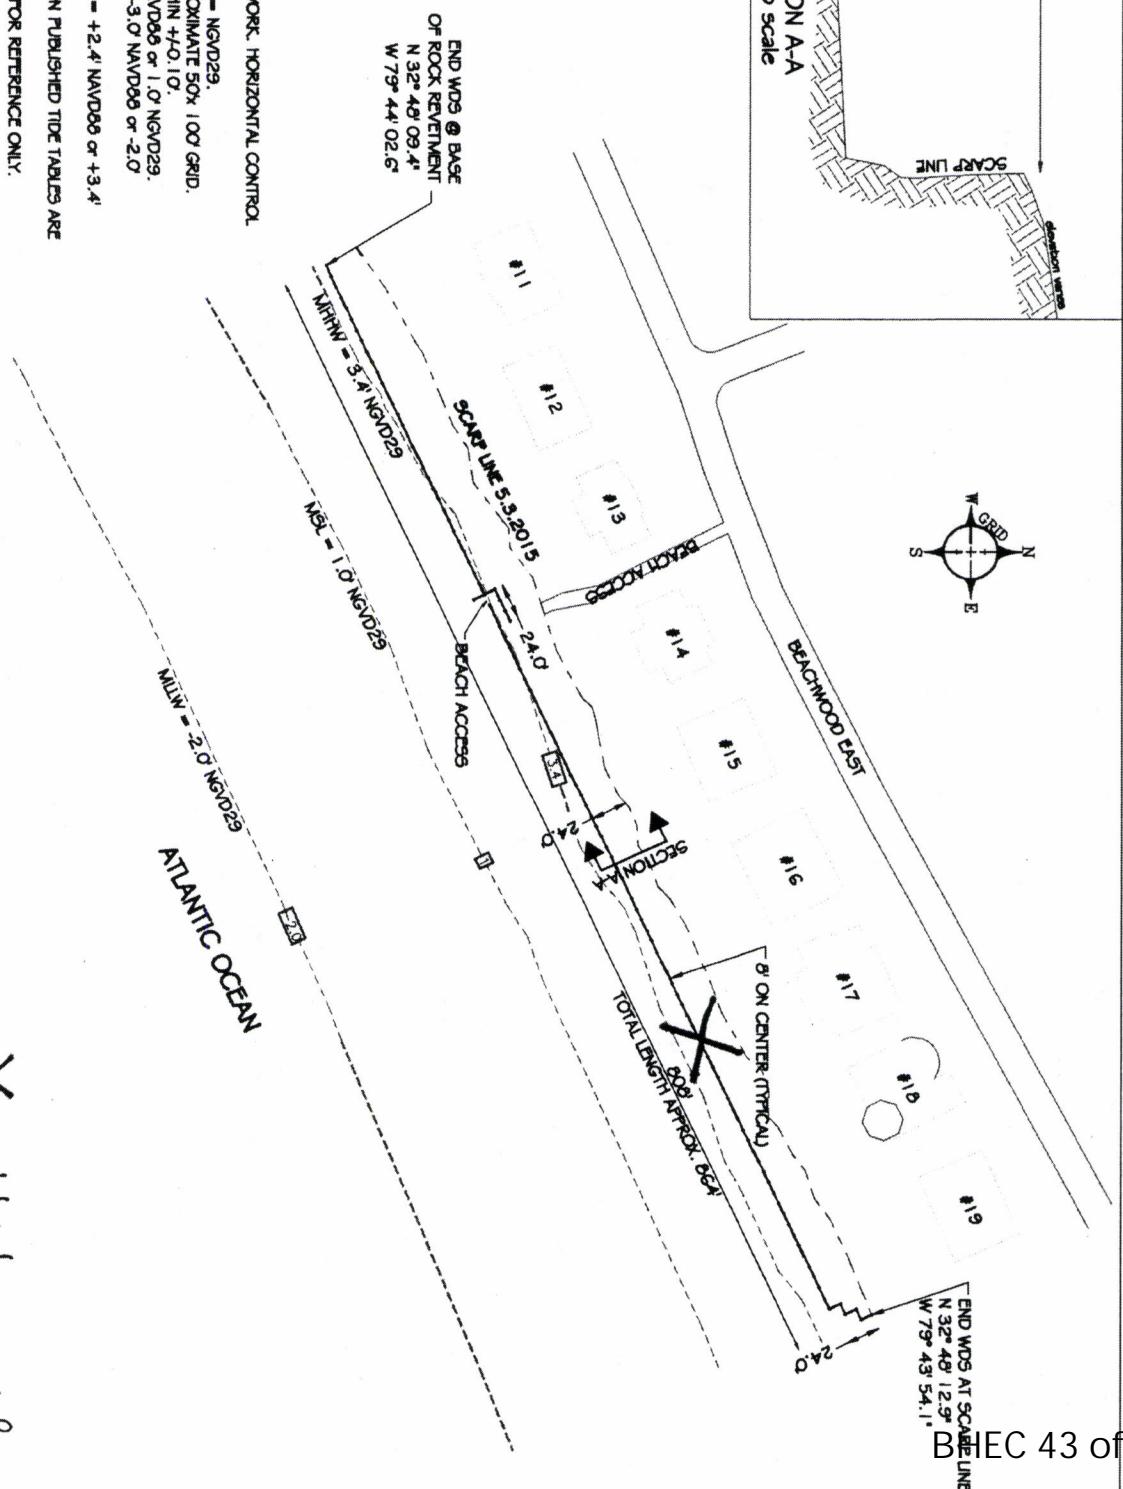 ON A-A
scale
SCARP LINE
elevation varies
END WDS @ BASE
OF ROCK REVETMENT
N 32° 48' 09.4"
W 79° 44' 02.6"
ORK. HORIZONTAL CONTROL
= NGVD29.
OXIMATE 50'x 100' GRID.
HIN +/-0.10'.
VD88 or 1.0' NGVD29.
-3.0' NAVD88 or -2.0'
= +2.4' NAVD88 or +3.4'
N PUBLISHED TIDE TABLES ARE
FOR REFERENCE ONLY.
#11
#12
#13
#14
#15
#16
#17
#18
#19
W
N
S
E
GRID
BEACHWOOD EAST
BEACH ACCESS
SCARP LINE 5.3.2015
MHHW = 3.4' NGVD29
MSL = 1.0' NGVD29
MLLW = -2.0' NGVD29
24.0'
BEACH ACCESS
3.4
24.0'
SECTION A-A
1
-2.0
ATLANTIC OCEAN
8' ON CENTER (TYPICAL)
808'
TOTAL LENGTH APPROX. 864'
24.0'
END WDS AT SCARP LINE
N 32° 48' 12.9"
W 79° 43' 54.1"
BHEC 43 of